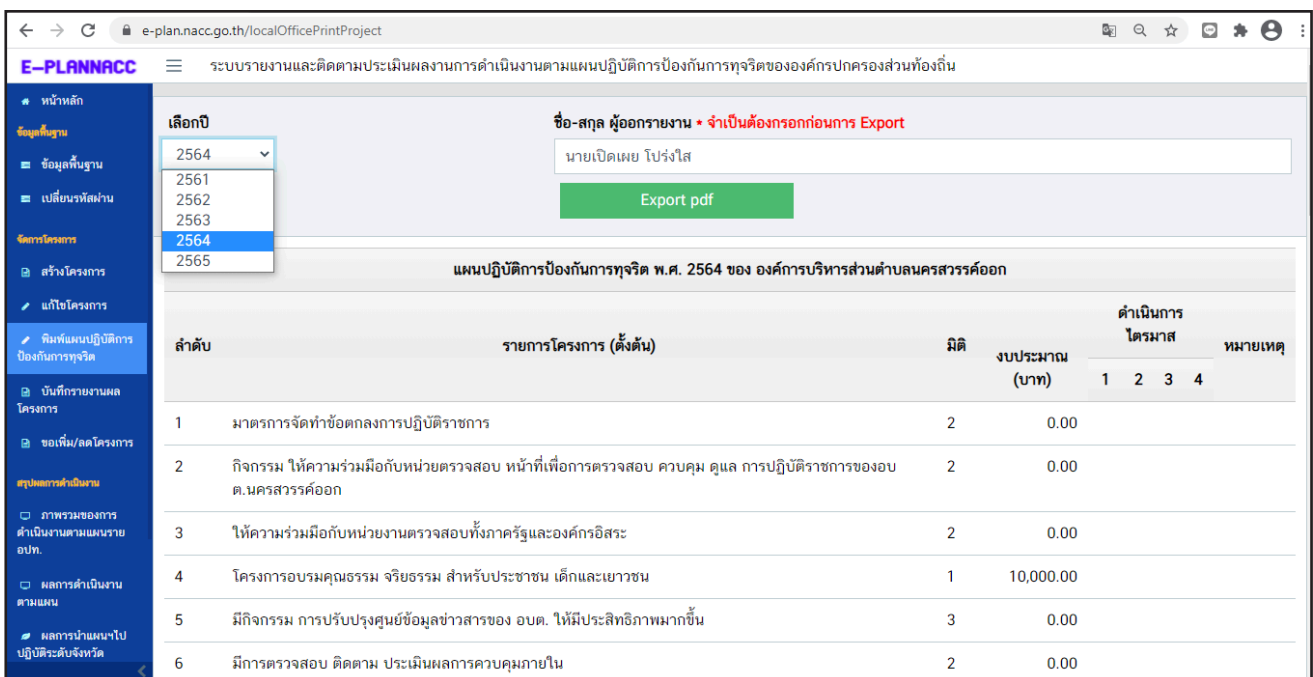 e-plan.nacc.go.th/localOfficePrintProject
E-PLANNACC
ระบบรายงานและติดตามประเมินผลงานการดำเนินงานตามแผนปฏิบัติการป้องกันการทุจริตขององค์กรปกครองส่วนท้องถิ่น
หน้าหลัก
ข้อมูลพื้นฐาน
ข้อมูลพื้นฐาน
เปลี่ยนรหัสผ่าน
จัดการโครงการ
สร้างโครงการ
แก้ไขโครงการ
พิมพ์แผนปฏิบัติการ
ป้องกันการทุจริต
บันทึกรายงานผล
โครงการ
ขอเพิ่ม/ลดโครงการ
สรุปผลการดำเนินงาน
ภาพรวมของการ
ดำเนินงานตามแผนราย
อปท.
ผลการดำเนินงาน
ตามแผน
ผลการนำแผนฯไป
ปฏิบัติระดับจังหวัด
เลือกปี
2564
2561
2562
2563
2564
2565
ชื่อ-สกุล ผู้ออกรายงาน * จำเป็นต้องกรอกก่อนการ Export
นายเปิดเผย โปร่งใส
Export pdf
แผนปฏิบัติการป้องกันการทุจริต พ.ศ. 2564 ของ องค์การบริหารส่วนตำบลนครสวรรค์ออก
ลำดับ รายการโครงการ (ตั้งต้น) มิติ งบประมาณ (บาท) ดำเนินการ ไตรมาส 1 2 3 4 หมายเหตุ
1 มาตรการจัดทำข้อตกลงการปฏิบัติราชการ 2 0.00
2 กิจกรรม ให้ความร่วมมือกับหน่วยตรวจสอบ หน้าที่เพื่อการตรวจสอบ ควบคุม ดูแล การปฏิบัติราชการของอบ 2 0.00
ต.นครสวรรค์ออก
3 ให้ความร่วมมือกับหน่วยงานตรวจสอบทั้งภาครัฐและองค์กรอิสระ 2 0.00
4 โครงการอบรมคุณธรรม จริยธรรม สำหรับประชาชน เด็กและเยาวชน 1 10,000.00
5 มีกิจกรรม การปรับปรุงศูนย์ข้อมูลข่าวสารของ อบต. ให้มีประสิทธิภาพมากขึ้น 3 0.00
6 มีการตรวจสอบ ติดตาม ประเมินผลการควบคุมภายใน 2 0.00